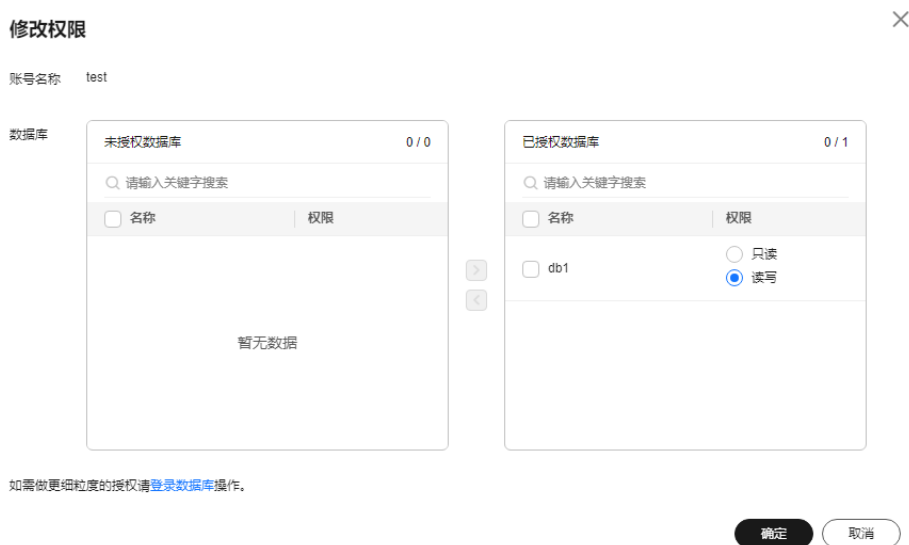 修改权限
账号名称 test
数据库
未授权数据库 0 / 0
请输入关键字搜索
名称 权限
暂无数据
已授权数据库 0 / 1
请输入关键字搜索
名称 权限
db1
只读
读写
如需做更细粒度的授权请登录数据库操作。
确定 取消